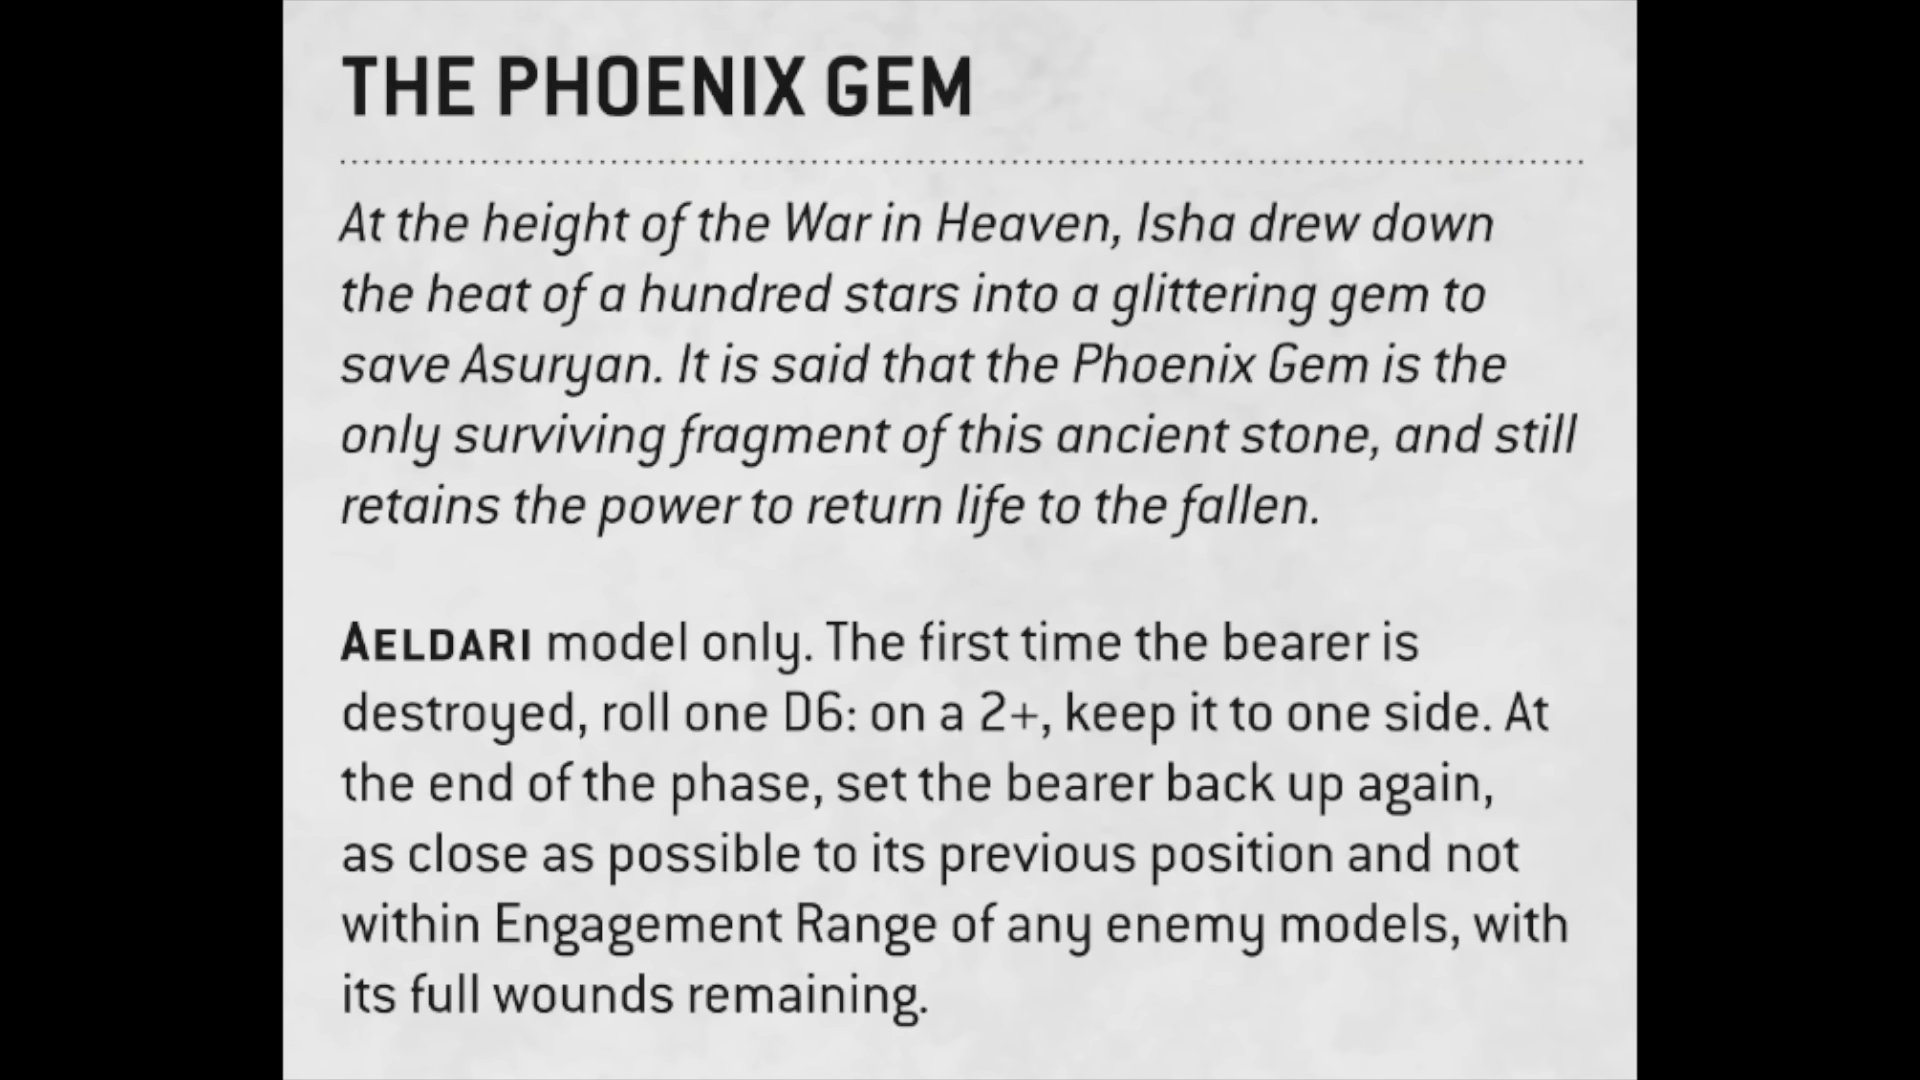 THE PHOENIX GEM
At the height of the War in Heaven, Isha drew down
the heat of a hundred stars into a glittering gem to
save Asuryan. It is said that the Phoenix Gem is the
only surviving fragment of this ancient stone, and still
retains the power to return life to the fallen.
AELDARI model only. The first time the bearer is
destroyed, roll one D6: on a 2+, keep it to one side. At
the end of the phase, set the bearer back up again,
as close as possible to its previous position and not
within Engagement Range of any enemy models, with
its full wounds remaining.